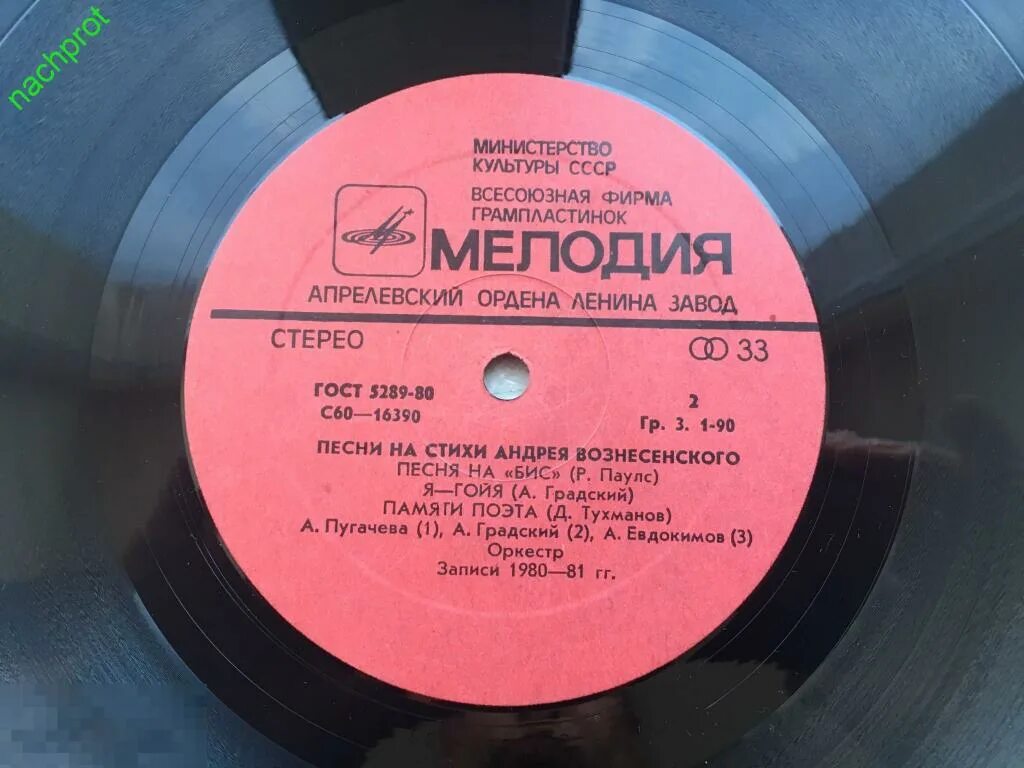 nachprot
МИНИСТЕРСТВО
КУЛЬТУРЫ СССР
ВСЕСОЮЗНАЯ ФИРМА
ГРАМПЛАСТИНОК
МЕЛОДИЯ
АПРЕЛЕВСКИЙ ОРДЕНА ЛЕНИНА ЗАВОД
СТЕРЕО 33
ГОСТ 5289-80 2
С60—16390 Гр. 3. 1-90
ПЕСНИ НА СТИХИ АНДРЕЯ ВОЗНЕСЕНСКОГО
ПЕСНЯ НА «БИС» (Р. Паулс)
Я—ГОЙЯ (А. Градский)
ПАМЯТИ ПОЭТА (Д. Тухманов)
А. Пугачева (1), А. Градский (2), А. Евдокимов (3)
Оркестр
Записи 1980—81 гг.